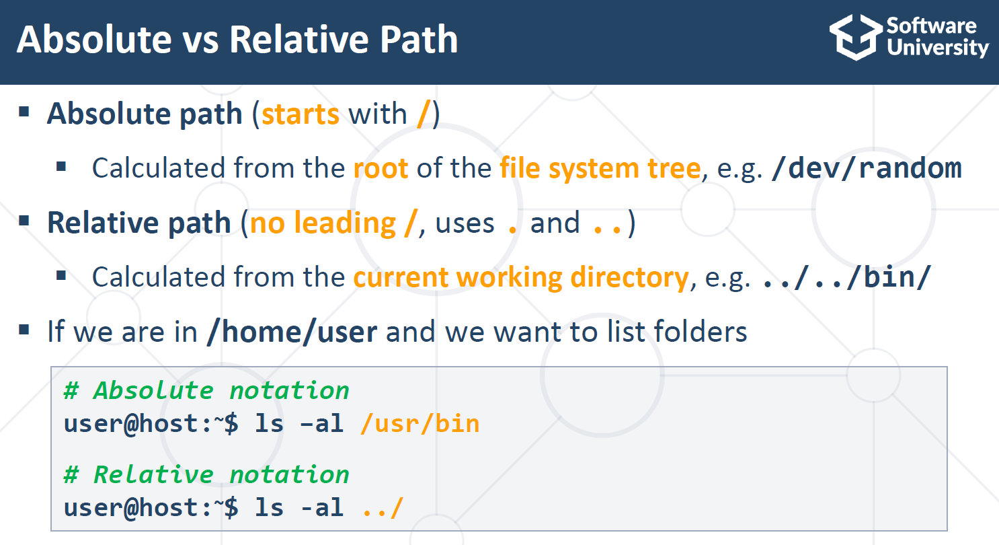 Absolute vs Relative Path
Software
University
▪ Absolute path (starts with /)
▪ Calculated from the root of the file system tree, e.g. /dev/random
▪ Relative path (no leading /, uses . and ..)
▪ Calculated from the current working directory, e.g. ../../bin/
▪ If we are in /home/user and we want to list folders
# Absolute notation
user@host:~$ ls –al /usr/bin
# Relative notation
user@host:~$ ls -al ../